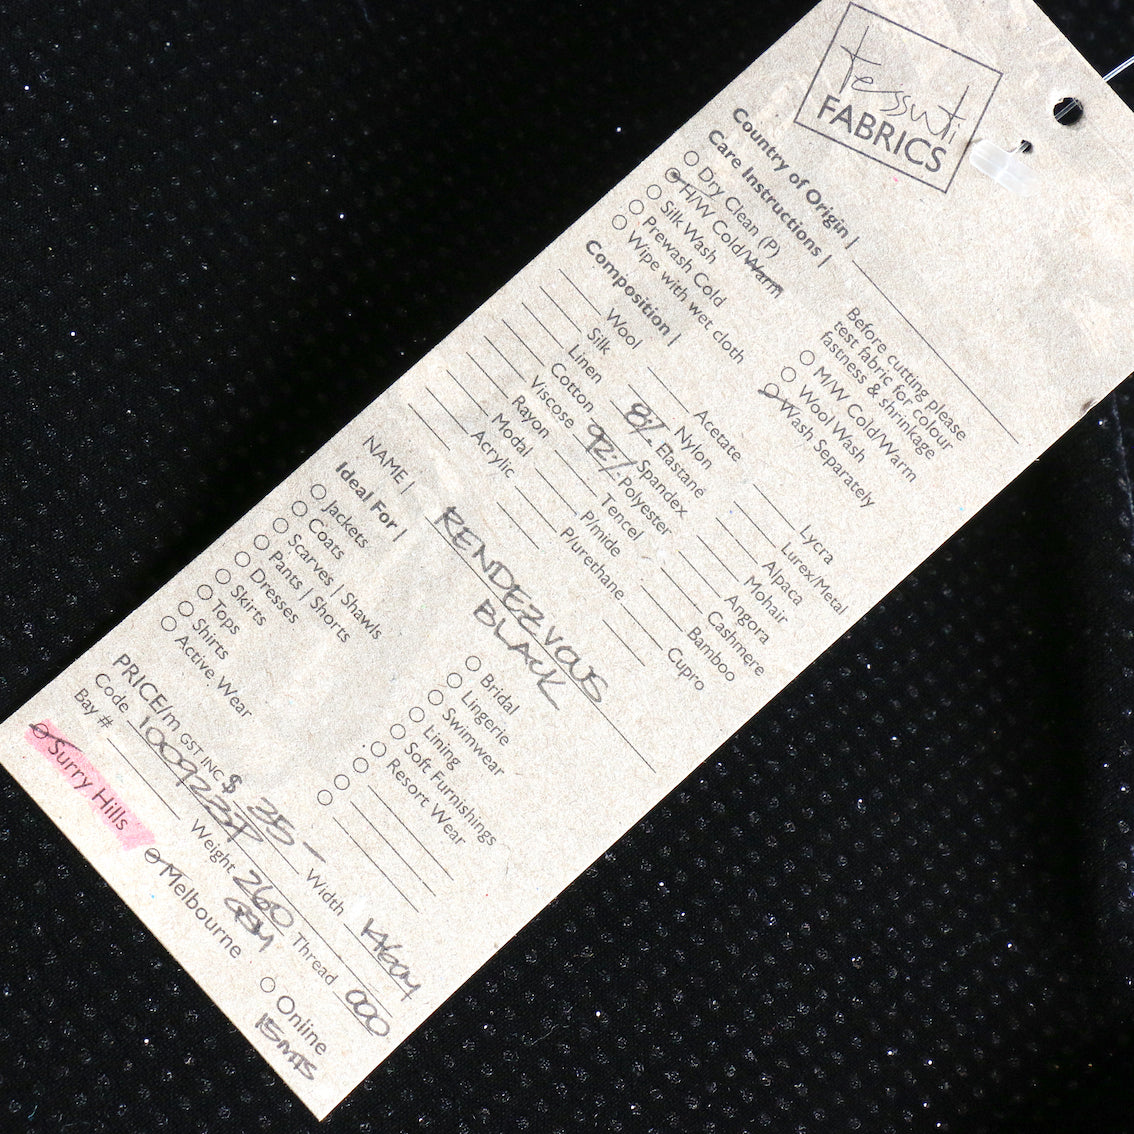 tessuti
FABRICS
Country of Origin |
Care Instructions |
Dry Clean (P)
H/W Cold/Warm
Silk Wash
Prewash Cold
Wipe with wet cloth
Before cutting please
test fabric for colour
fastness & shrinkage
M/W Cold/Warm
Wool Wash
Wash Separately
Composition |
Wool
Silk
Linen
Cotton
Viscose
Rayon
Modal
Acrylic
Acetate
Nylon
8% Elastane
Spandex
92% Polyester
Tencel
P/mide
P/urethane
Lycra
Lurex/Metal
Alpaca
Mohair
Angora
Cashmere
Bamboo
Cupro
NAME | RENDEZVOUS
BLACK
Ideal For |
Jackets
Coats
Scarves | Shawls
Pants | Shorts
Dresses
Skirts
Tops
Shirts
Active Wear
Bridal
Lingerie
Swimwear
Lining
Soft Furnishings
Resort Wear
PRICE/m GST INC $ 35 - Width
Code
Bay # Weight 260 Thread 000
GSM
Surry Hills Melbourne Online
15MTS